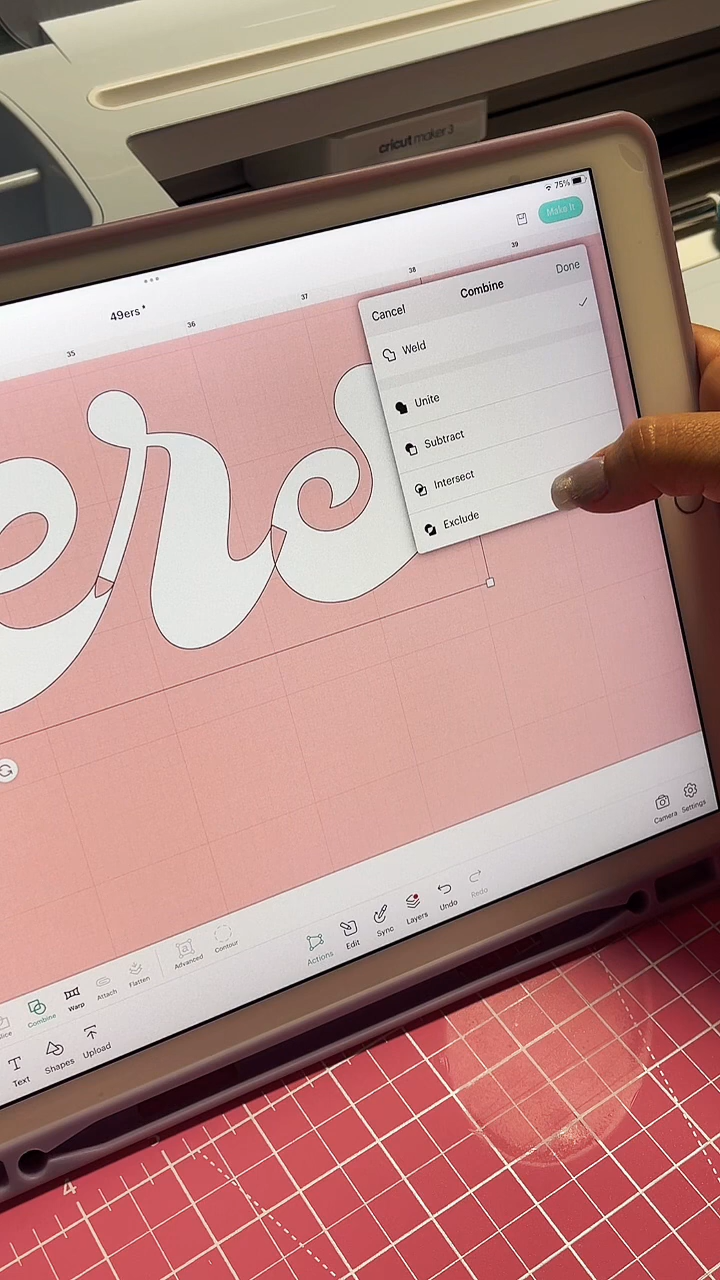 cricut maker 3
75%
Make It
49ers*
35
36
37
38
39
Cancel
Combine
Done
Weld
Unite
Subtract
Intersect
Exclude
ers
Camera
Settings
Combine
Warp
Attach
Flatten
Advanced
Contour
Actions
Edit
Sync
Layers
Undo
Redo
Text
Shapes
Upload
4